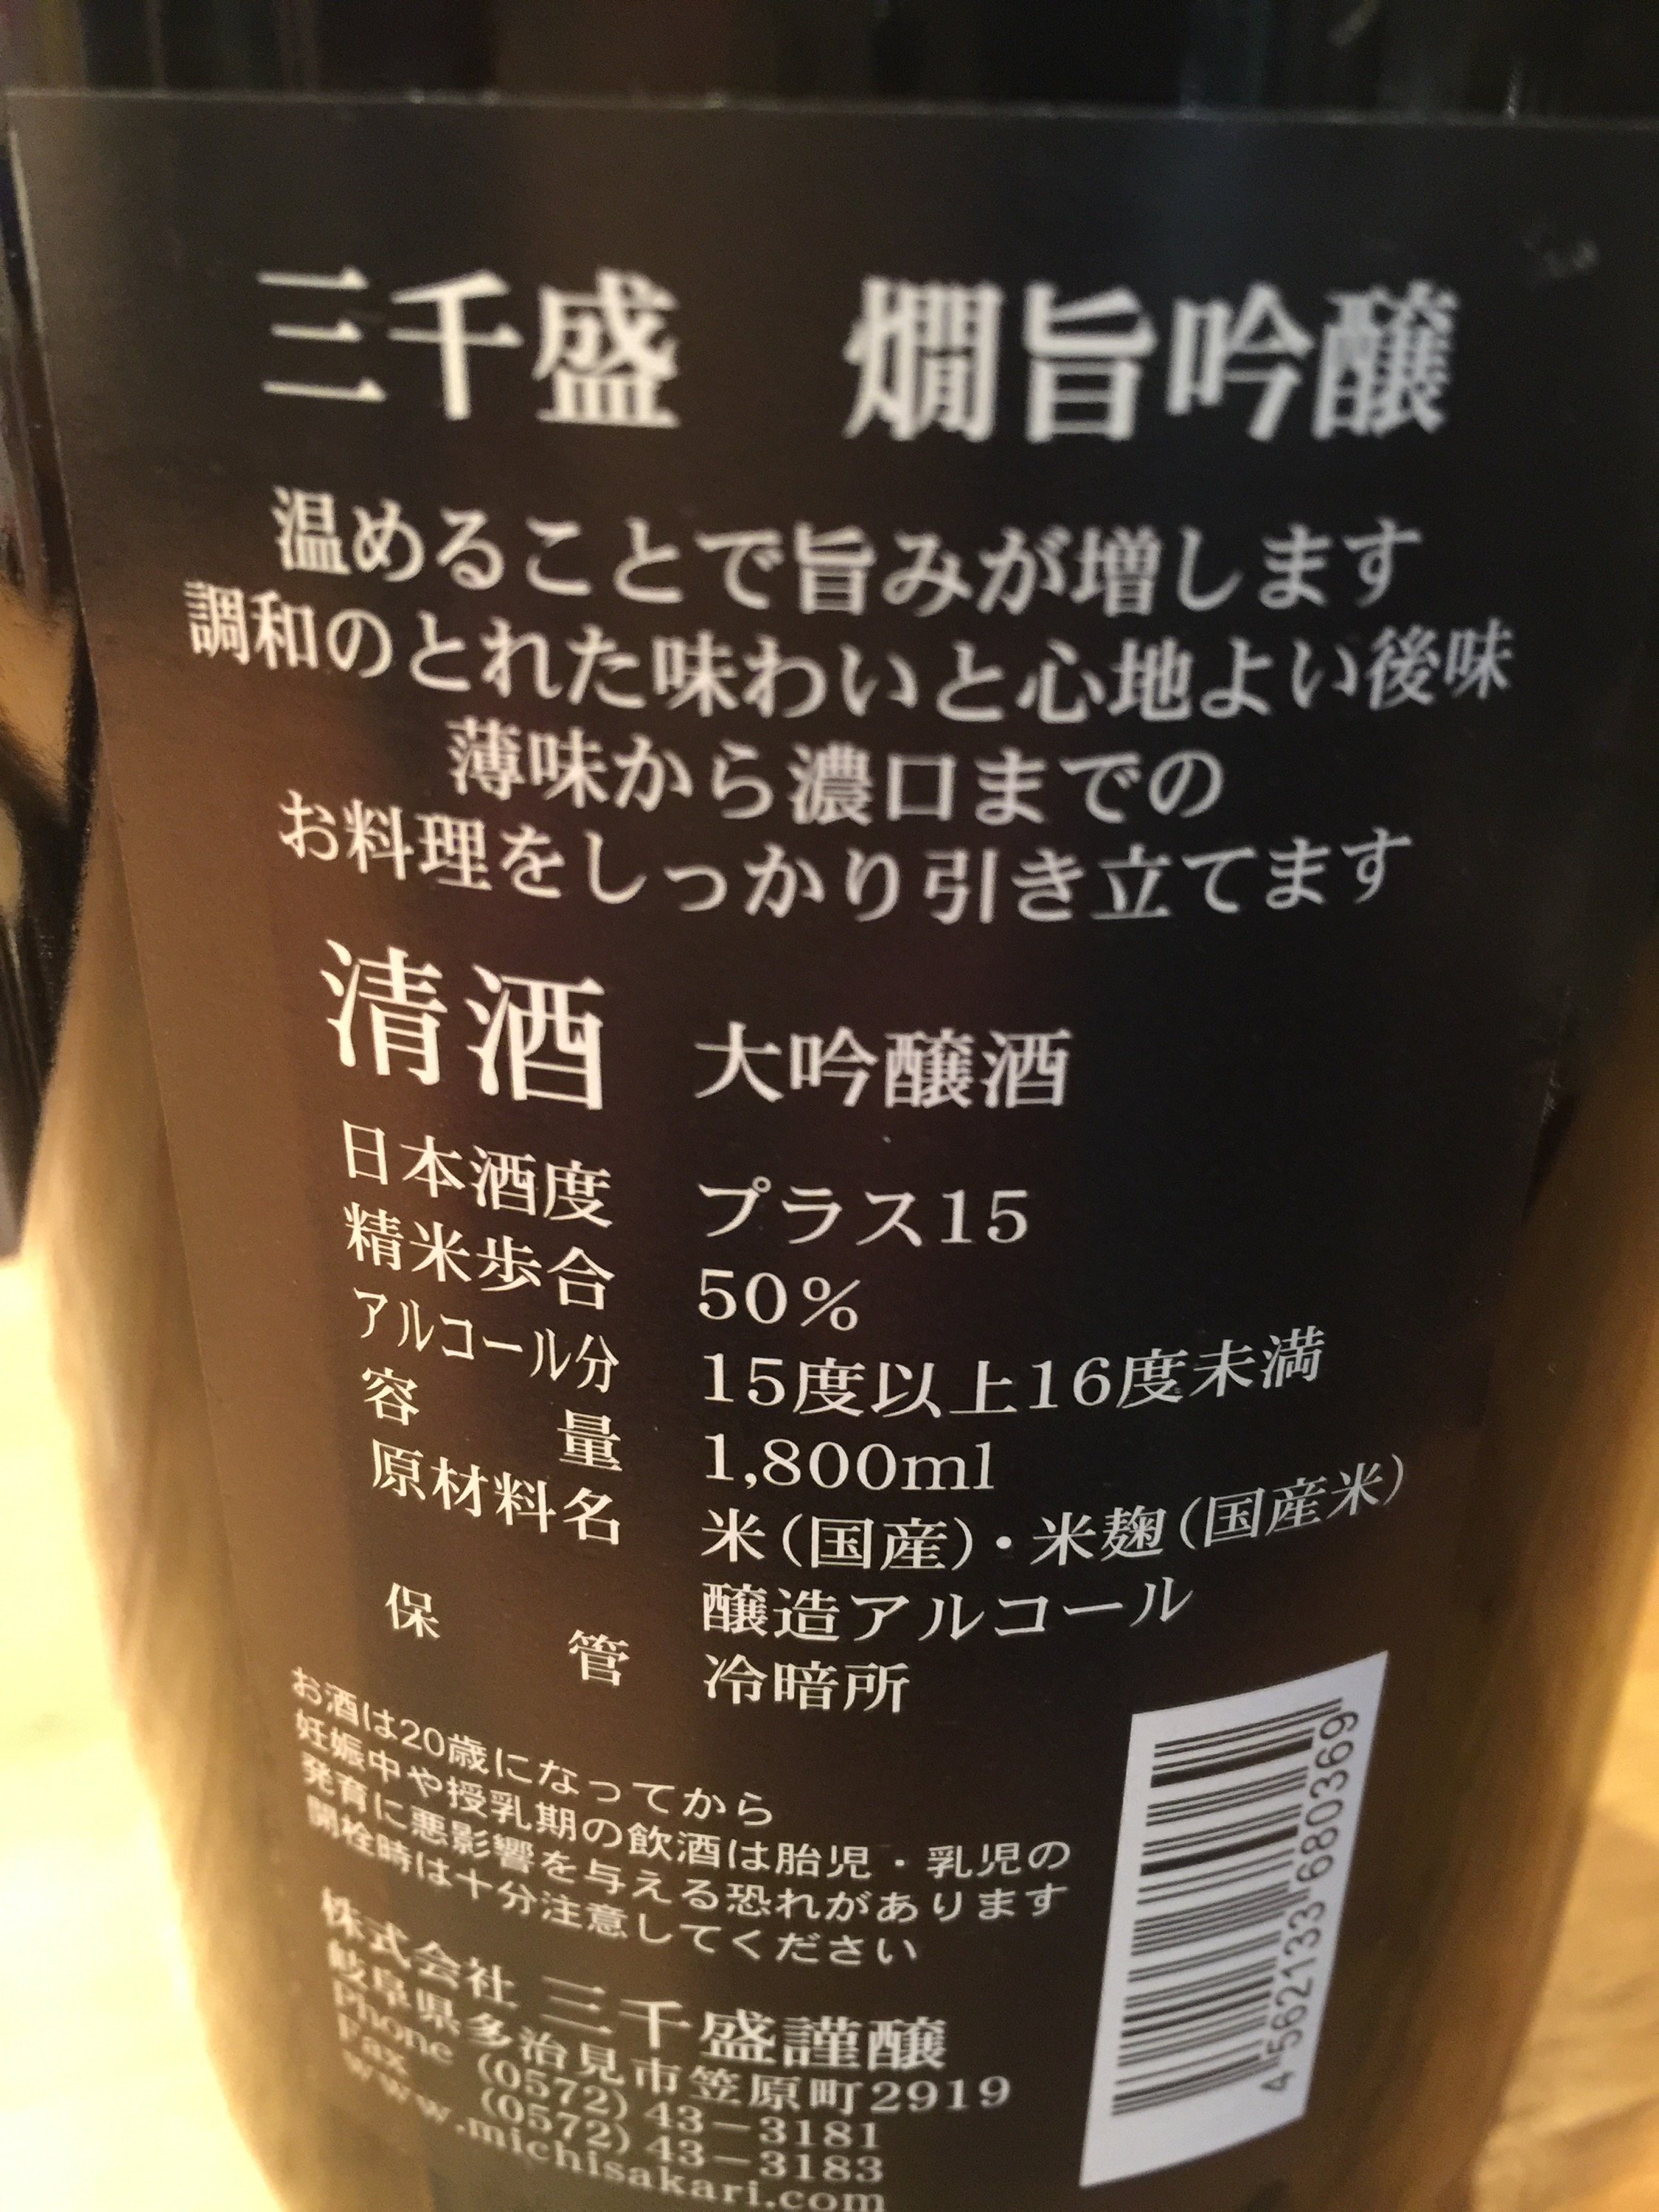 三千盛　燗旨吟醸
温めることで旨みが増します
調和のとれた味わいと心地よい後味
薄味から濃口までの
お料理をしっかり引き立てます
清酒　大吟醸酒
日本酒度　プラス15
精米歩合　50％
アルコール分　15度以上16度未満
容量　1,800ml
原材料名　米（国産）・米麹（国産米）
醸造アルコール
保管　冷暗所
お酒は20歳になってから
妊娠中や授乳期の飲酒は胎児・乳児の
発育に悪影響を与える恐れがあります
開栓時は十分注意してください
株式会社 三千盛謹醸
岐阜県多治見市笠原町2919
Phone (0572) 43－3181
Fax (0572) 43－3183
www.michisakari.com
4 562133 680369